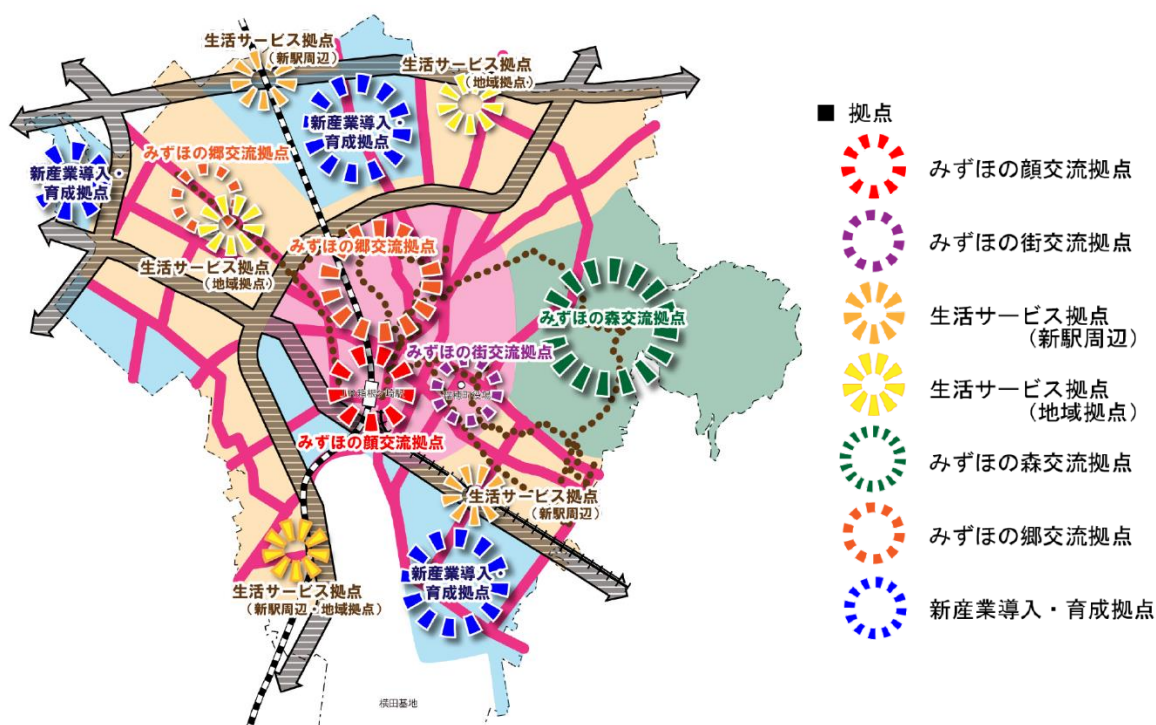 生活サービス拠点
（新駅周辺）
生活サービス拠点
（地域拠点）
新産業導入・
育成拠点
みずほの郷交流拠点
新産業導入・
育成拠点
みずほの郷交流拠点
生活サービス拠点
（地域拠点）
みずほの森交流拠点
みずほの街交流拠点
みずほの顔交流拠点
生活サービス拠点
（新駅周辺）
新産業導入・
育成拠点
生活サービス拠点
（新駅周辺・地域拠点）
横田基地
■ 拠点
みずほの顔交流拠点
みずほの街交流拠点
生活サービス拠点
（新駅周辺）
生活サービス拠点
（地域拠点）
みずほの森交流拠点
みずほの郷交流拠点
新産業導入・育成拠点